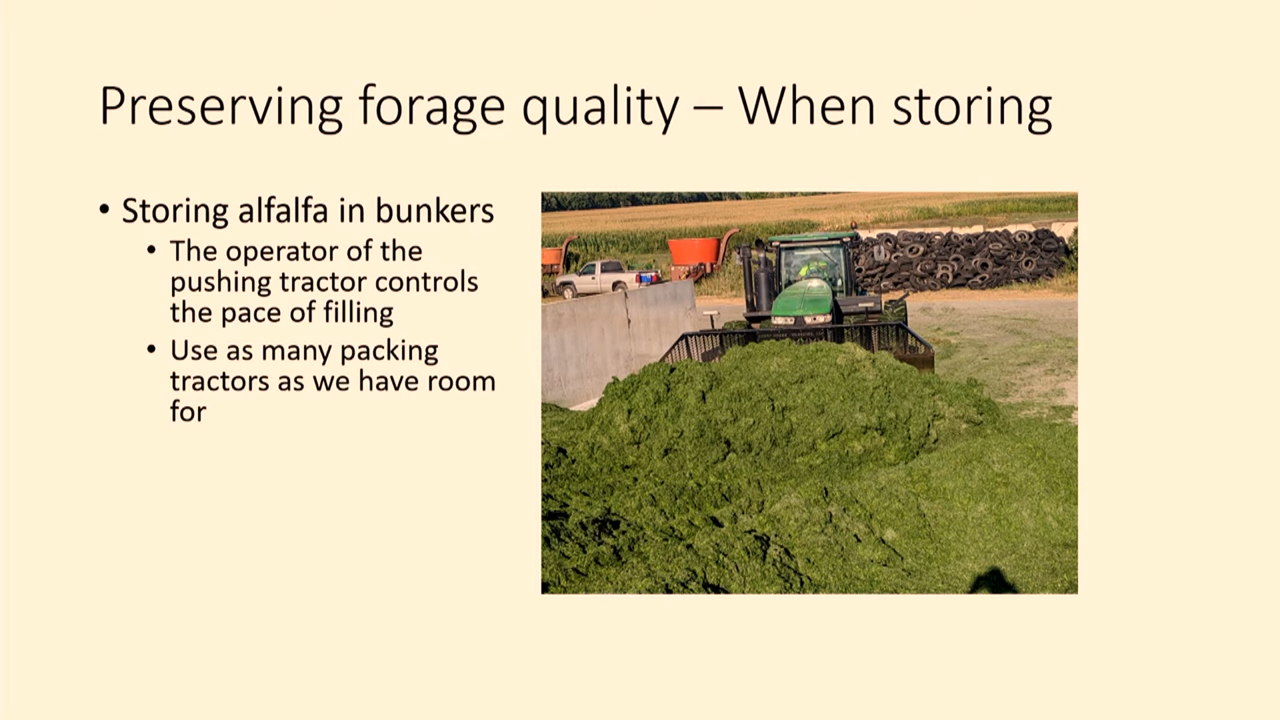 Preserving forage quality – When storing
• Storing alfalfa in bunkers
• The operator of the
pushing tractor controls
the pace of filling
• Use as many packing
tractors as we have room
for